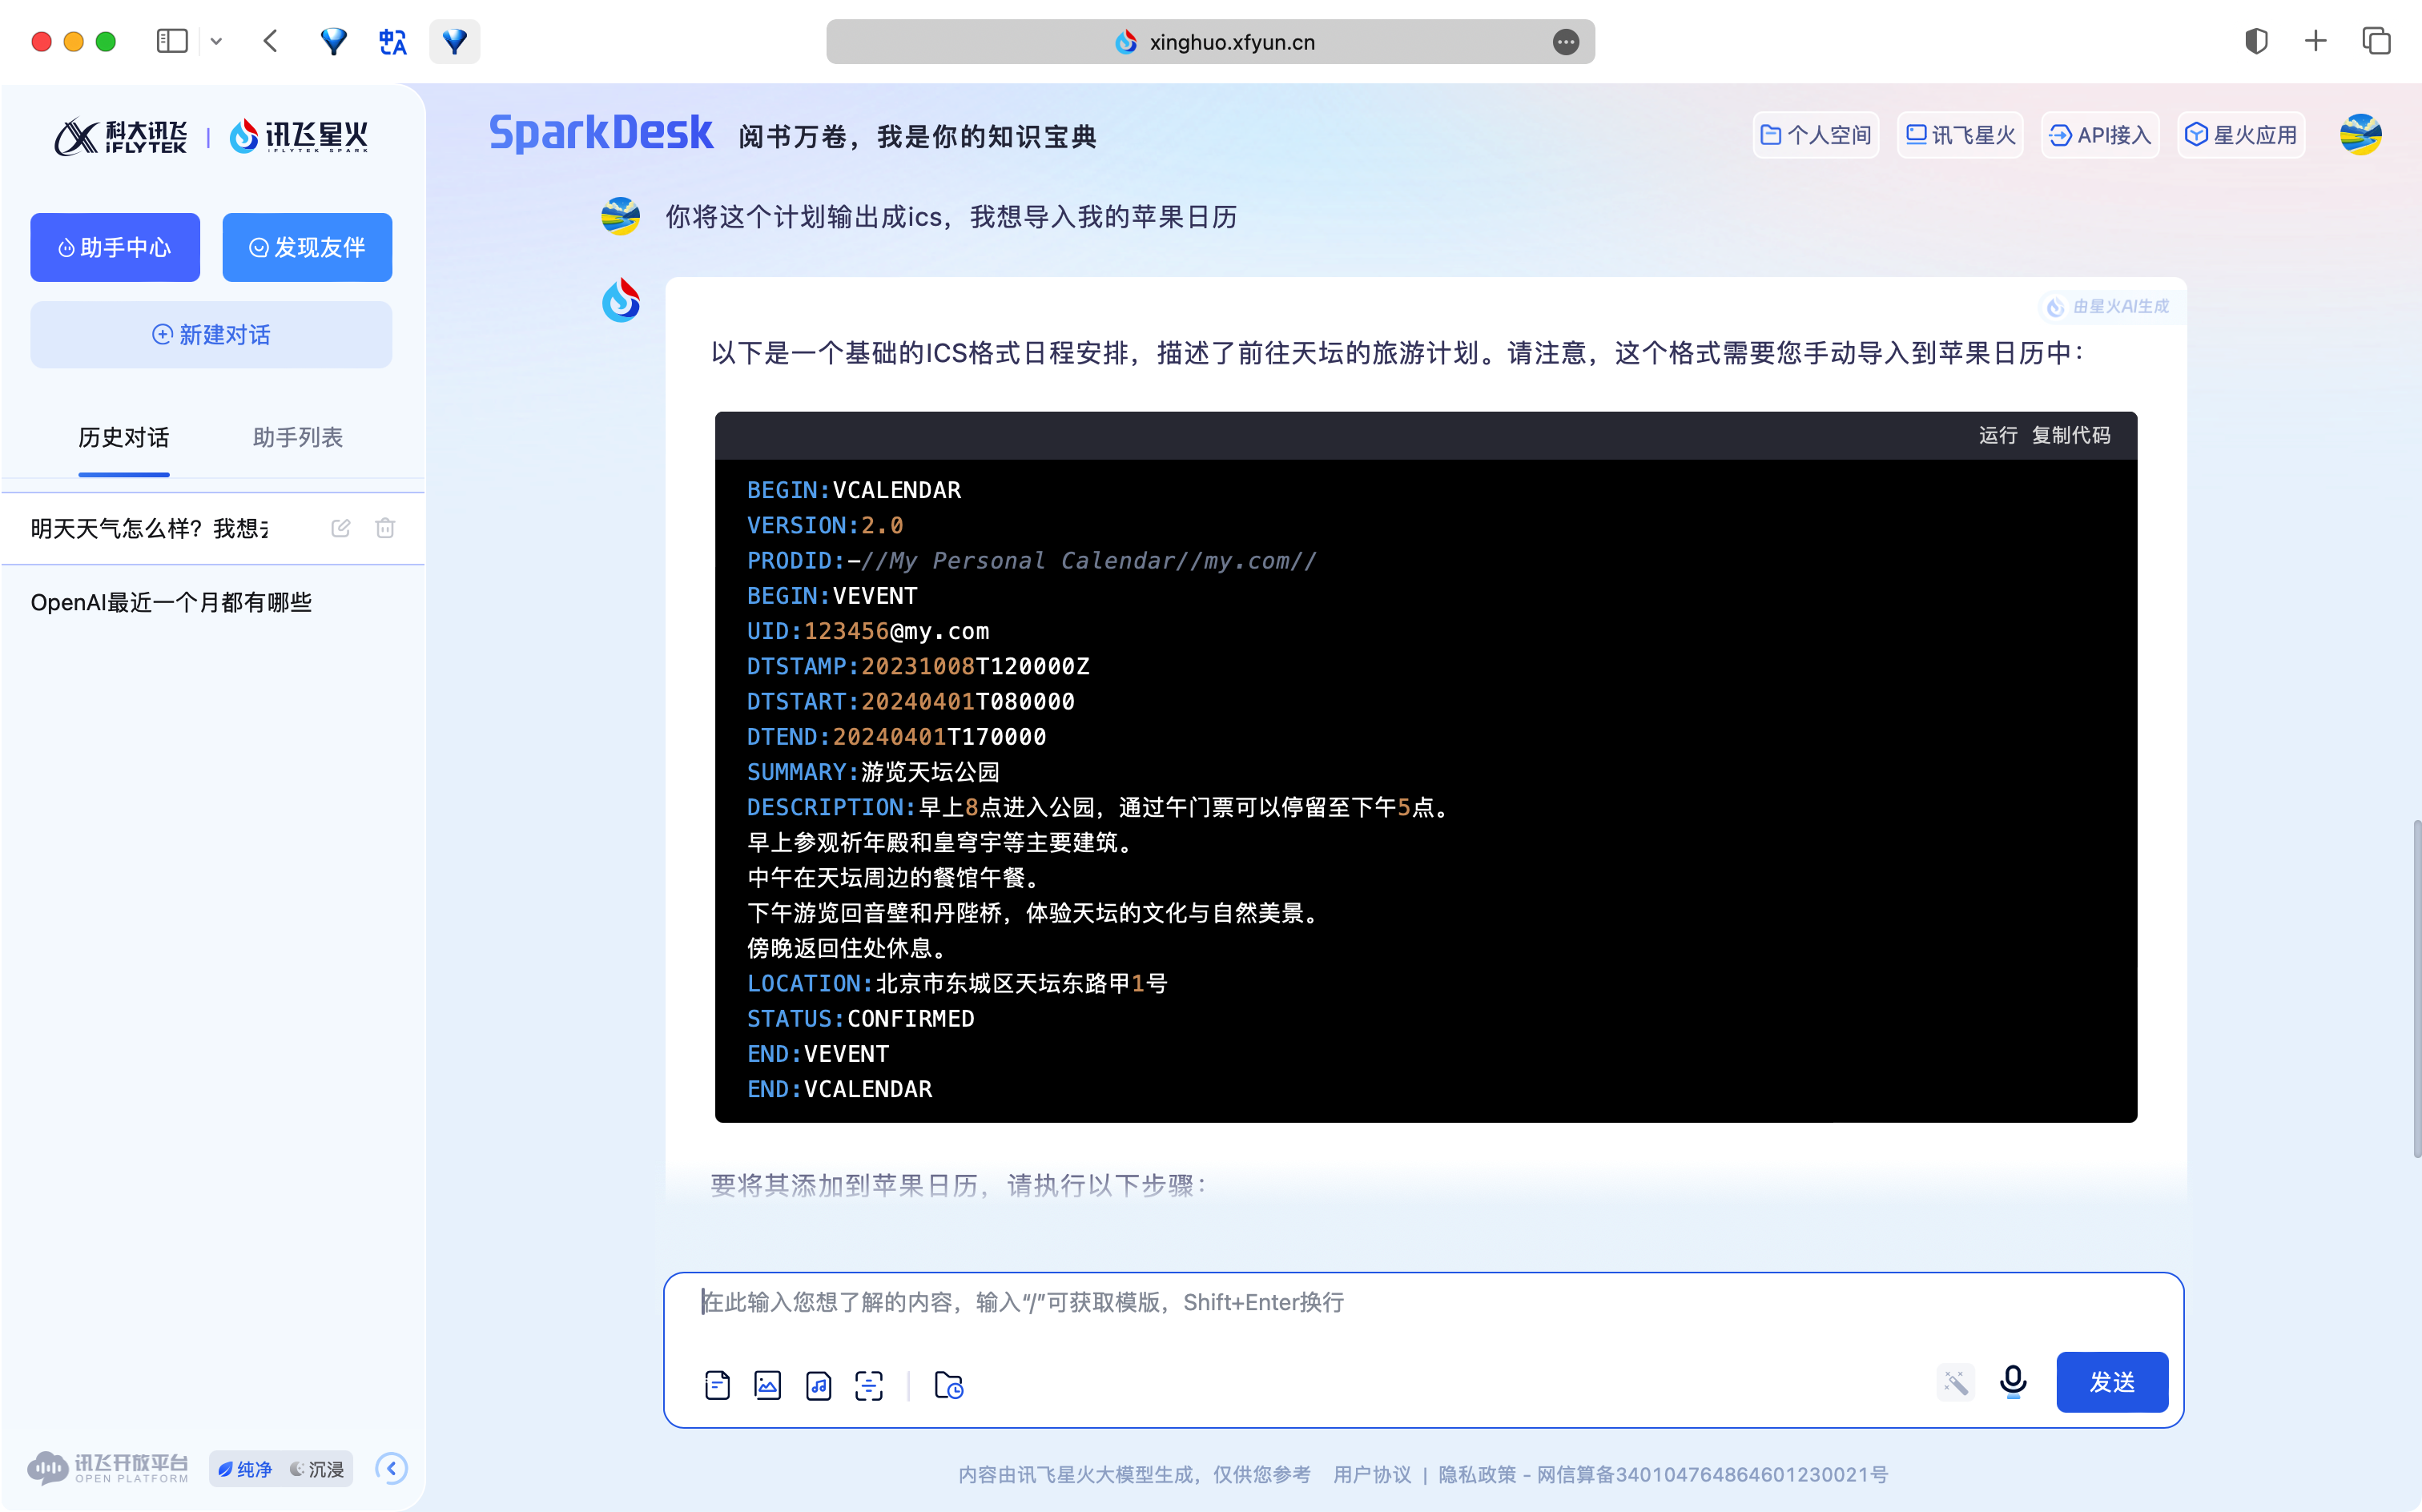 xinghuo.xfyun.cn
科大讯飞
iFLYTEK
讯飞星火
IFLYTEK SPARK
SparkDesk
阅书万卷，我是你的知识宝典
个人空间
讯飞星火
API接入
星火应用
助手中心
发现友伴
新建对话
历史对话
助手列表
明天天气怎么样？我想
OpenAI最近一个月都有哪些
你将这个计划输出成ics，我想导入我的苹果日历
由星火AI生成
以下是一个基础的ICS格式日程安排，描述了前往天坛的旅游计划。请注意，这个格式需要您手动导入到苹果日历中：
运行 复制代码
BEGIN:VCALENDAR
VERSION:2.0
PRODID:-//My Personal Calendar//my.com//
BEGIN:VEVENT
UID:123456@my.com
DTSTAMP:20231008T120000Z
DTSTART:20240401T080000
DTEND:20240401T170000
SUMMARY:游览天坛公园
DESCRIPTION:早上8点进入公园，通过午门票可以停留至下午5点。
早上参观祈年殿和皇穹宇等主要建筑。
中午在天坛周边的餐馆午餐。
下午游览回音壁和丹陛桥，体验天坛的文化与自然美景。
傍晚返回住处休息。
LOCATION:北京市东城区天坛东路甲1号
STATUS:CONFIRMED
END:VEVENT
END:VCALENDAR
要将其添加到苹果日历，请执行以下步骤：
在此输入您想了解的内容，输入“/”可获取模版，Shift+Enter换行
发送
讯飞开放平台
OPEN PLATFORM
纯净
沉浸
内容由讯飞星火大模型生成，仅供您参考 用户协议 | 隐私政策 - 网信算备340104764864601230021号